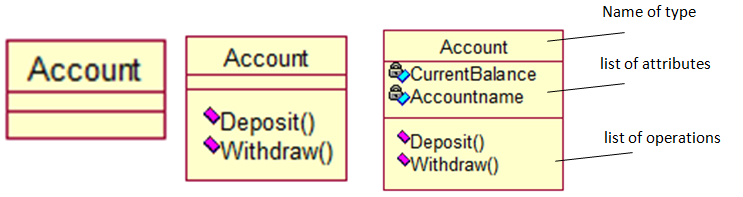 Account
Account
Deposit()
Withdraw()
Account
CurrentBalance
Accountname
Deposit()
Withdraw()
Name of type
list of attributes
list of operations